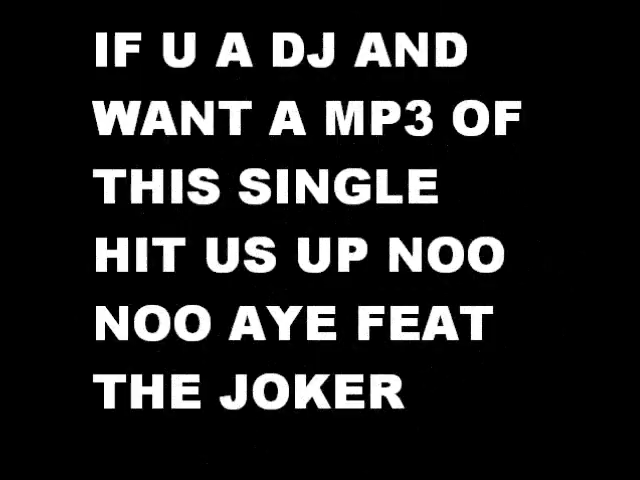 IF U A DJ AND
WANT A MP3 OF
THIS SINGLE
HIT US UP NOO
NOO AYE FEAT
THE JOKER